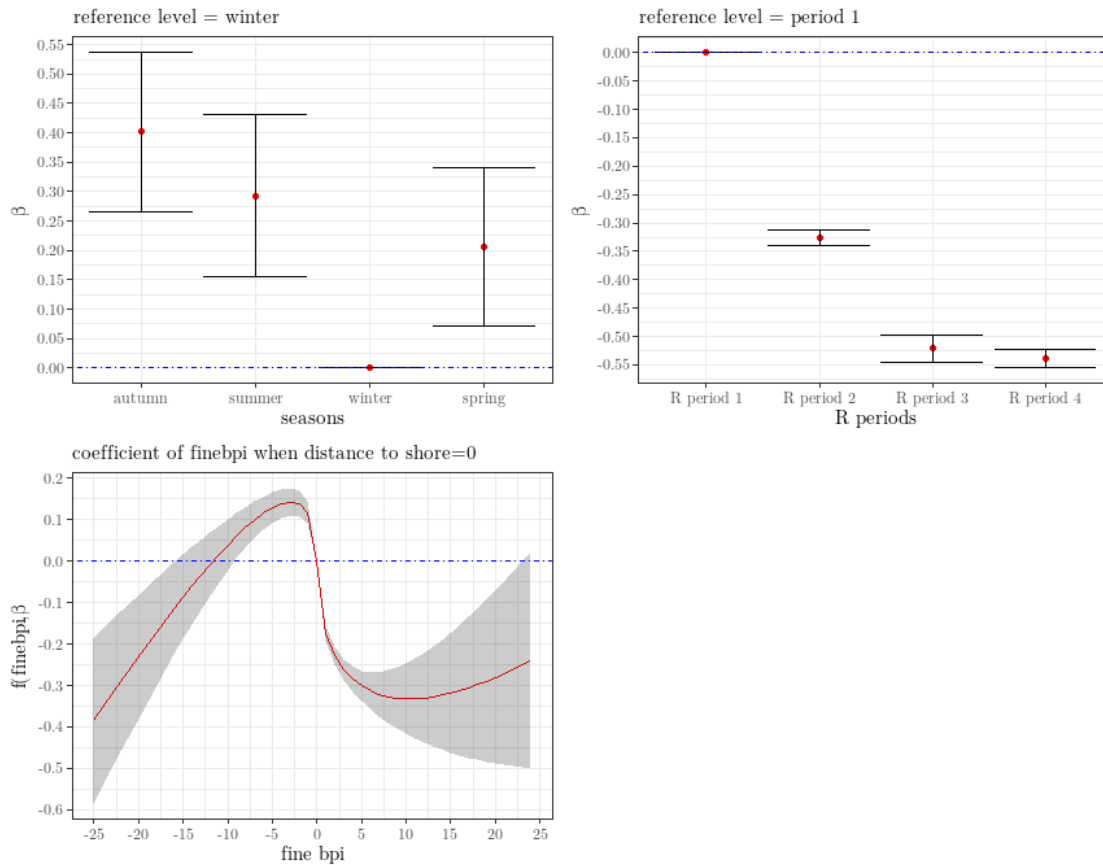 reference level = winter
0.55
0.50
0.45
0.40
0.35
0.30
0.25
0.20
0.15
0.10
0.05
0.00
β
autumn summer winter spring
seasons
reference level = period 1
0.00
-0.05
-0.10
-0.15
-0.20
-0.25
-0.30
-0.35
-0.40
-0.45
-0.50
-0.55
β
R period 1 R period 2 R period 3 R period 4
R periods
coefficient of finebpi when distance to shore=0
0.2
0.1
0.0
-0.1
-0.2
-0.3
-0.4
-0.5
-0.6
f(finebpi,β
-25 -20 -15 -10 -5 0 5 10 15 20 25
fine bpi